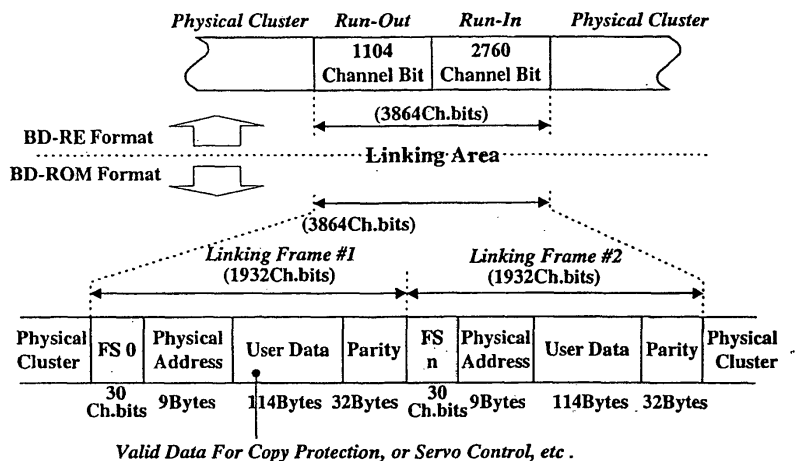 Physical Cluster Run-Out Run-In Physical Cluster
1104 Channel Bit 2760 Channel Bit
(3864Ch.bits)
BD-RE Format
Linking Area
BD-ROM Format
(3864Ch.bits)
Linking Frame #1 Linking Frame #2
(1932Ch.bits) (1932Ch.bits)
Physical Cluster FS 0 Physical Address User Data Parity FS n Physical Address User Data Parity Physical Cluster
30 Ch.bits 9Bytes 114Bytes 32Bytes 30 Ch.bits 9Bytes 114Bytes 32Bytes
Valid Data For Copy Protection, or Servo Control, etc .